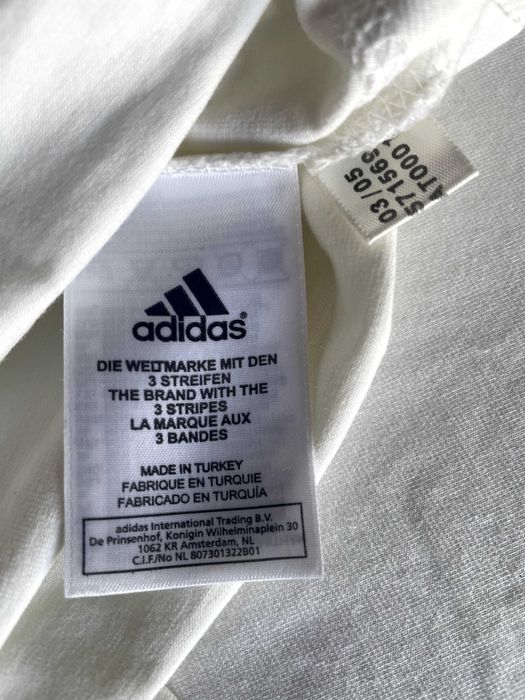 adidas®
DIE WELTMARKE MIT DEN
3 STREIFEN
THE BRAND WITH THE
3 STRIPES
LA MARQUE AUX
3 BANDES
MADE IN TURKEY
FABRIQUE EN TURQUIE
FABRICADO EN TURQUÍA
adidas International Trading B.V.
De Prinsenhof, Konigin Wilhelminaplein 30
1062 KR Amsterdam, NL
C.I.F./No NL 807301322B01
03/05